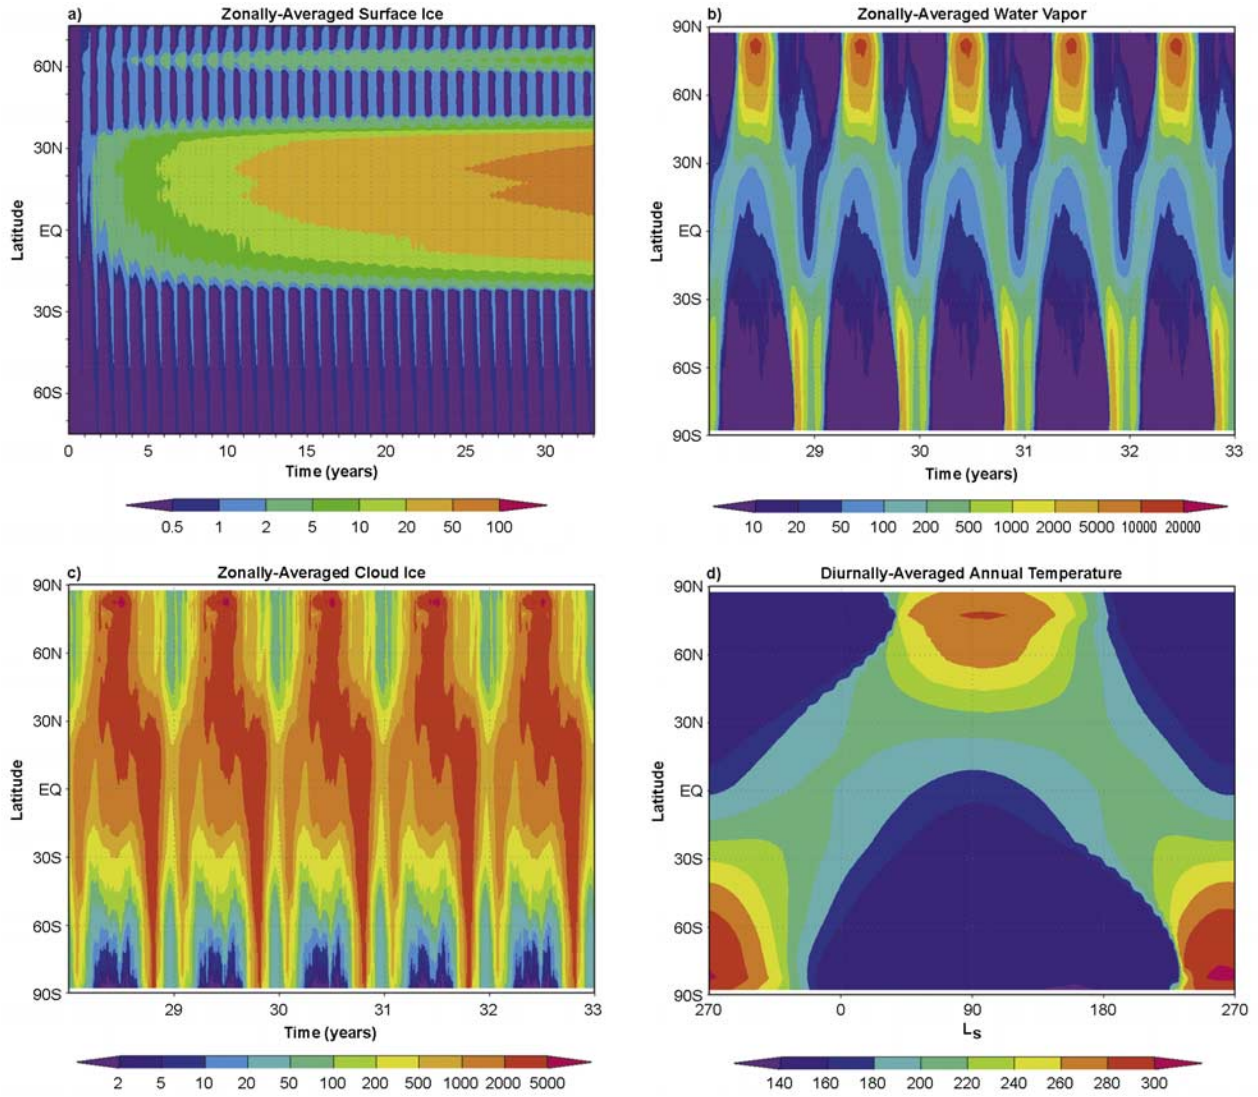 a) Zonally-Averaged Surface Ice
60N
30N
EQ
30S
60S
Latitude
0 5 10 15 20 25 30
Time (years)
0.5 1 2 5 10 20 50 100
b) Zonally-Averaged Water Vapor
90N
60N
30N
EQ
30S
60S
90S
Latitude
29 30 31 32 33
Time (years)
10 20 50 100 200 500 1000 2000 5000 10000 20000
c) Zonally-Averaged Cloud Ice
90N
60N
30N
EQ
30S
60S
90S
Latitude
29 30 31 32 33
Time (years)
2 5 10 20 50 100 200 500 1000 2000 5000
d) Diurnally-Averaged Annual Temperature
90N
60N
30N
EQ
30S
60S
90S
Latitude
270 0 90 180 270
Ls
140 160 180 200 220 240 260 280 300